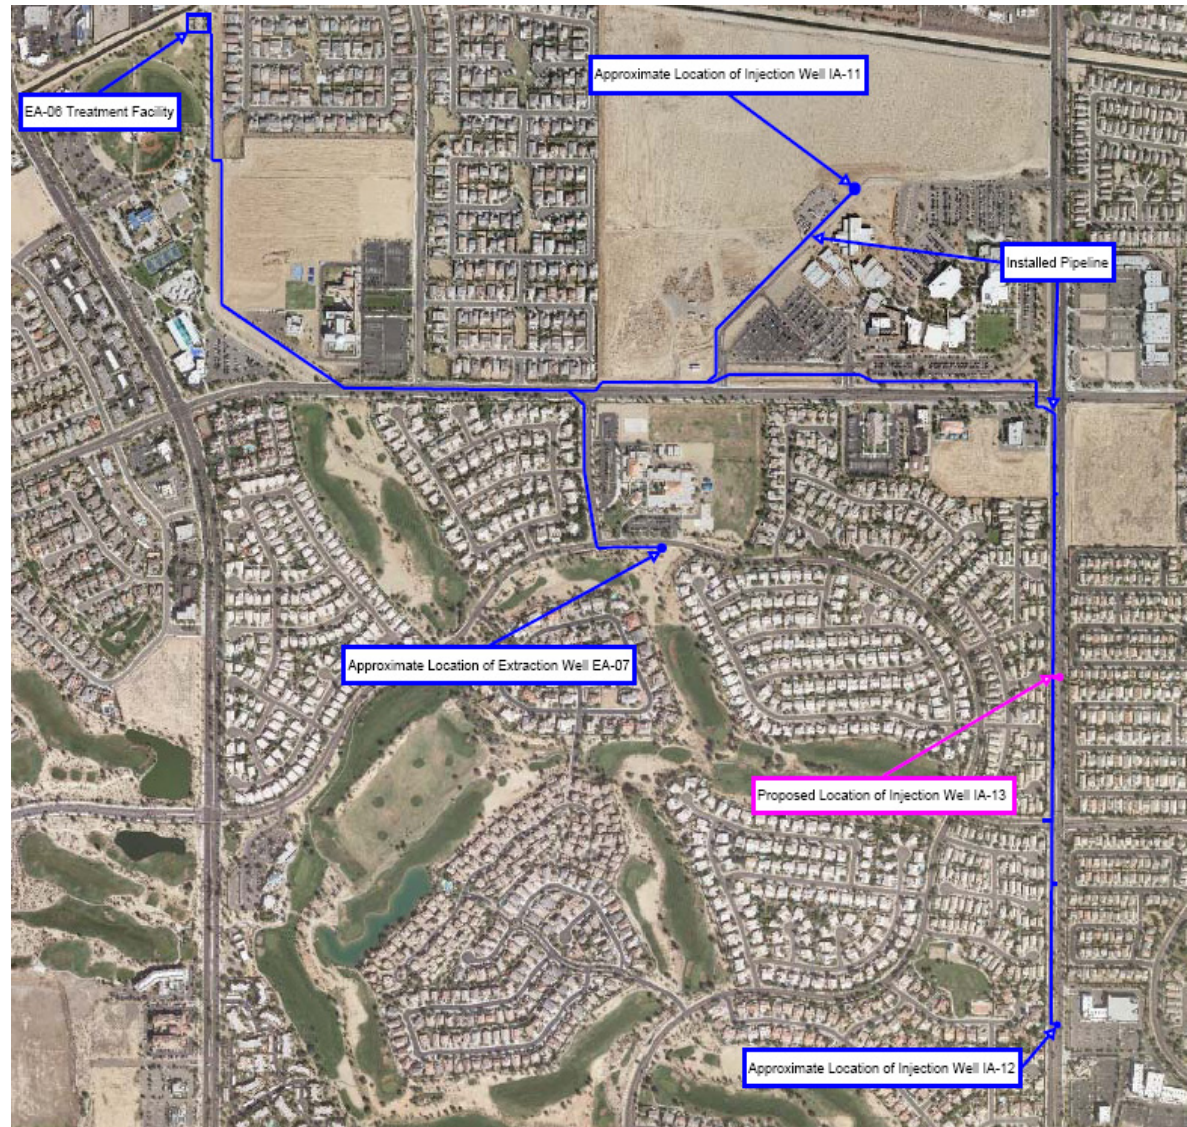 Approximate Location of Injection Well IA-11
EA-06 Treatment Facility
Installed Pipeline
Approximate Location of Extraction Well EA-07
Proposed Location of Injection Well IA-13
Approximate Location of Injection Well IA-12